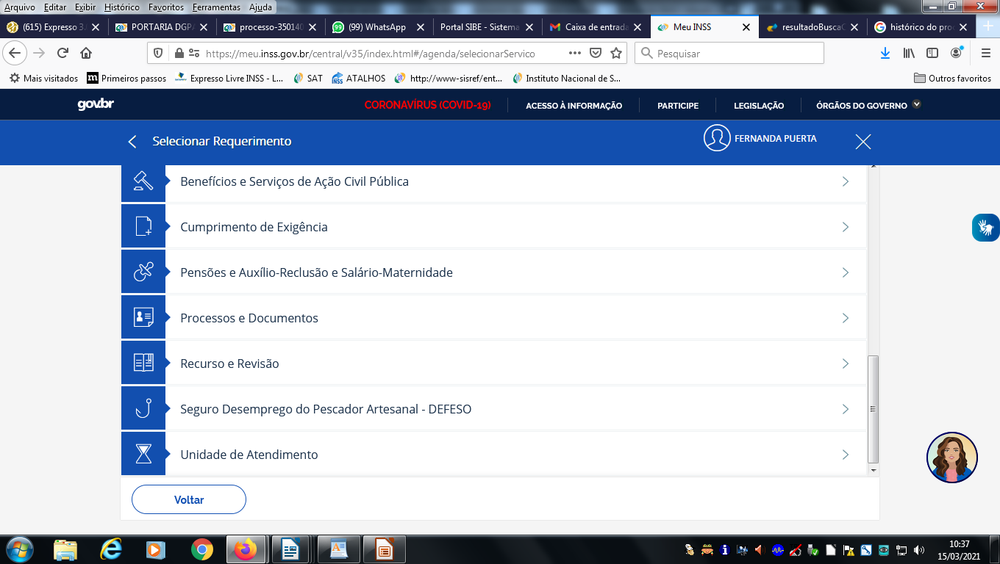 Arquivo Editar Exibir Histórico Favoritos Ferramentas Ajuda
(615) Expresso 3.
PORTARIA DGPA
processo-350140
(99) WhatsApp
Portal SIBE - Sistema
Caixa de entrada
Meu INSS
resultadoBuscaC
histórico do pro
https://meu.inss.gov.br/central/v35/index.html#/agenda/selecionarServico
Pesquisar
Mais visitados
Primeiros passos
Expresso Livre INSS - L...
SAT
ATALHOS
http://www-sisref/ent...
Instituto Nacional de S...
Outros favoritos
gov.br
CORONAVÍRUS (COVID-19)
ACESSO À INFORMAÇÃO
PARTICIPE
LEGISLAÇÃO
ÓRGÃOS DO GOVERNO
Selecionar Requerimento
FERNANDA PUERTA
Benefícios e Serviços de Ação Civil Pública
Cumprimento de Exigência
Pensões e Auxílio-Reclusão e Salário-Maternidade
Processos e Documentos
Recurso e Revisão
Seguro Desemprego do Pescador Artesanal - DEFESO
Unidade de Atendimento
Voltar
10:37
15/03/2021